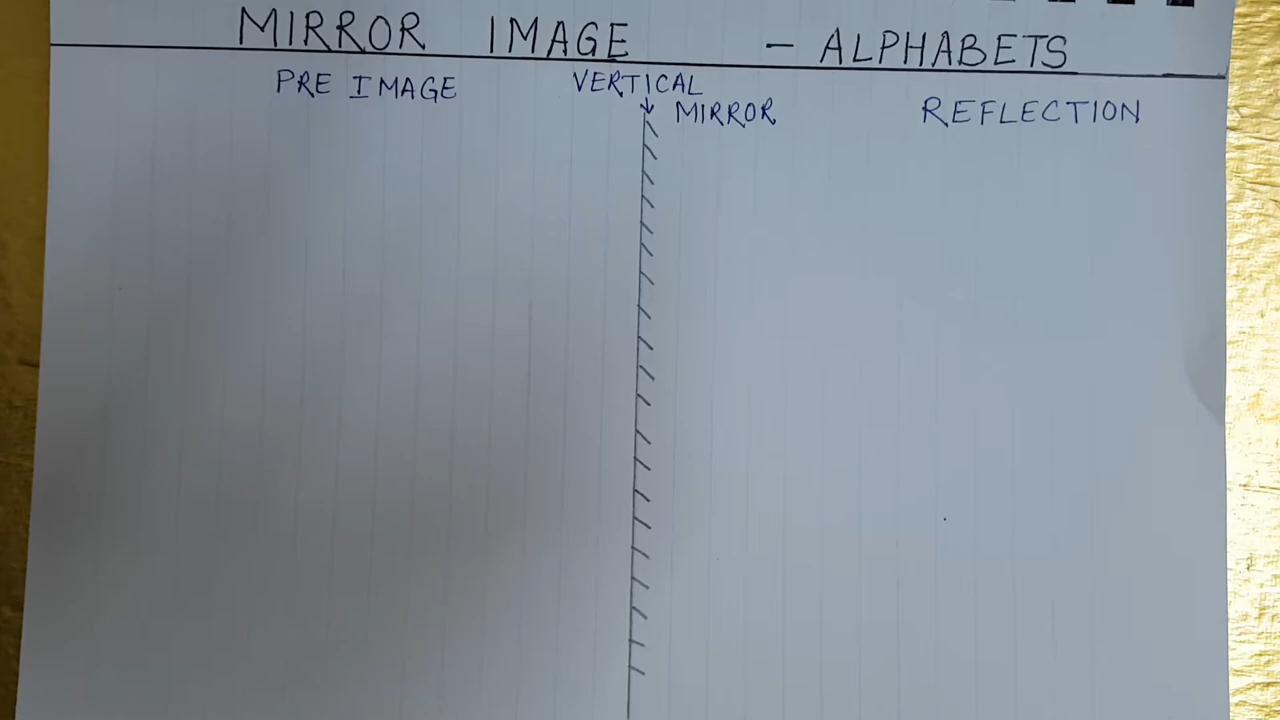 MIRROR IMAGE - ALPHABETS
PRE IMAGE
VERTICAL
MIRROR
REFLECTION